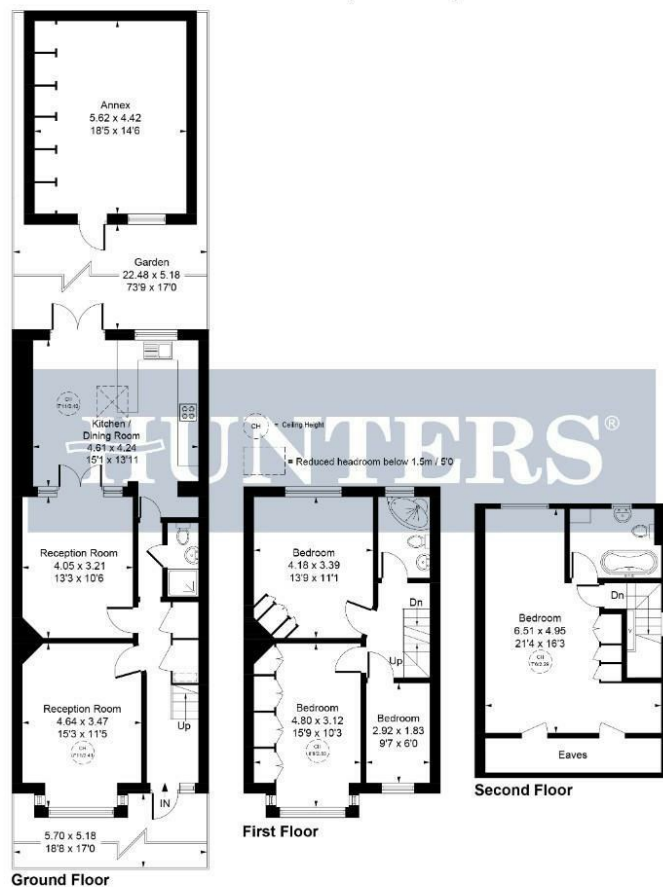 Annex
5.62 x 4.42
18'5 x 14'6
Garden
22.48 x 5.18
73'9 x 17'0
CH
Kitchen /
Dining Room
4.61 x 4.24
15'1 x 13'11
HUNTERS®
CH = Ceiling Height
= Reduced headroom below 1.5m / 5'0
Reception Room
4.05 x 3.21
13'3 x 10'6
Reception Room
4.64 x 3.47
15'3 x 11'5
CH
Up
IN
5.70 x 5.18
18'8 x 17'0
Ground Floor
Bedroom
4.18 x 3.39
13'9 x 11'1
Dn
Up
Bedroom
4.80 x 3.12
15'9 x 10'3
CH
Bedroom
2.92 x 1.83
9'7 x 6'0
First Floor
Dn
Bedroom
6.51 x 4.95
21'4 x 16'3
CH
Eaves
Second Floor